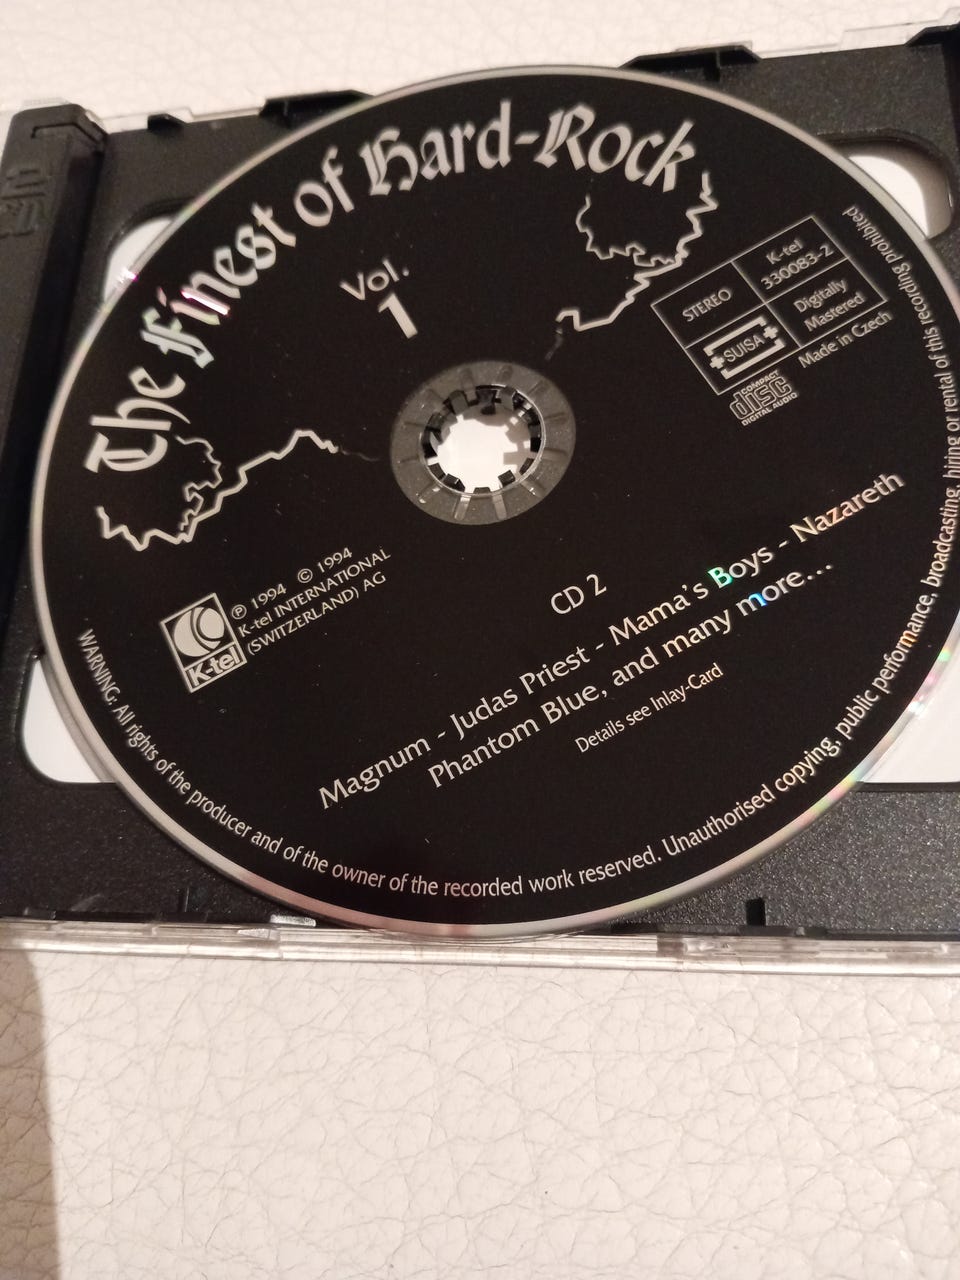 The Finest of Hard-Rock
Vol.
1
STEREO
K-tel
330083-2
SUISA
Digitally
Mastered
Made in Czech
COMPACT
disc
DIGITAL AUDIO
℗ 1994 © 1994
K-tel INTERNATIONAL
(SWITZERLAND) AG
K-tel
CD 2
Magnum - Judas Priest - Mama's Boys - Nazareth
Phantom Blue, and many more...
Details see Inlay-Card
WARNING: All rights of the producer and of the owner of the recorded work reserved. Unauthorised copying, public performance, broadcasting, hiring or rental of this recording prohibited